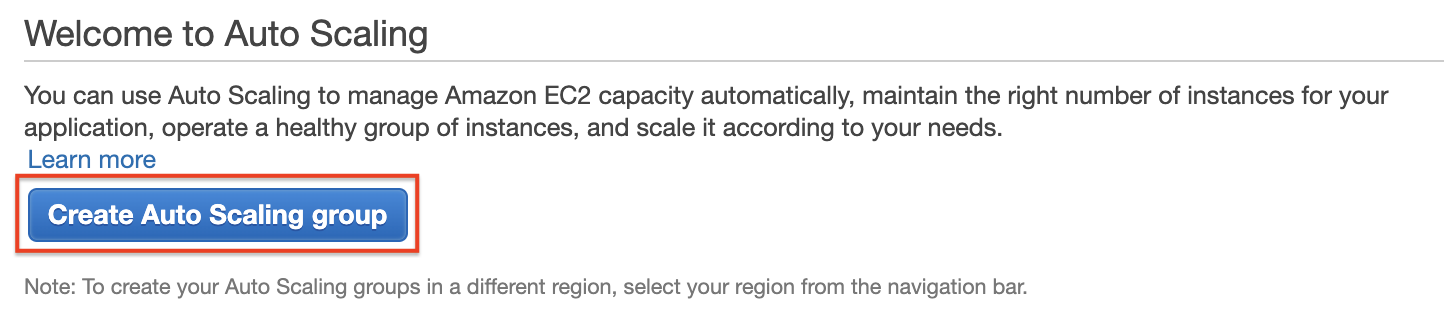 Welcome to Auto Scaling
You can use Auto Scaling to manage Amazon EC2 capacity automatically, maintain the right number of instances for your
application, operate a healthy group of instances, and scale it according to your needs.
Learn more
Create Auto Scaling group
Note: To create your Auto Scaling groups in a different region, select your region from the navigation bar.